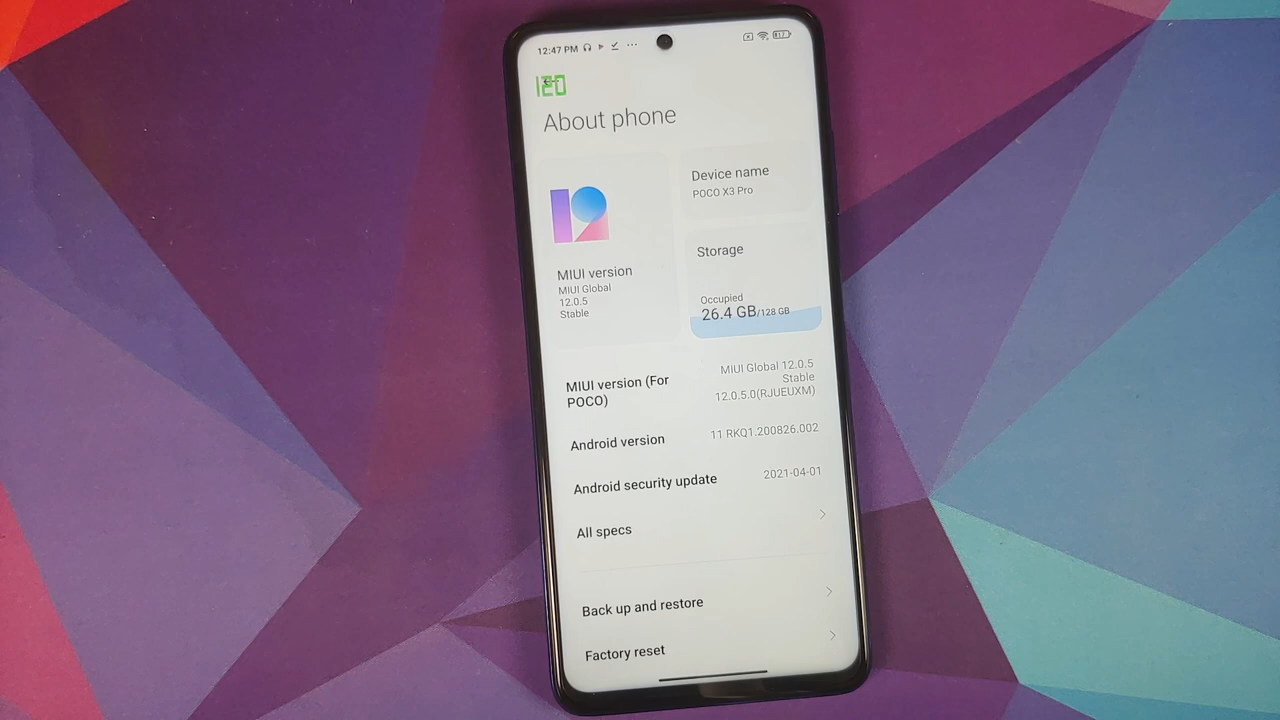 12:47 PM
17
120
About phone
Device name
POCO X3 Pro
MIUI version
MIUI Global
12.0.5
Stable
Storage
Occupied
26.4 GB/128 GB
MIUI version (For
POCO)
MIUI Global 12.0.5
Stable
12.0.5.0(RJUEUXM)
Android version
11 RKQ1.200826.002
Android security update
2021-04-01
All specs
Back up and restore
Factory reset